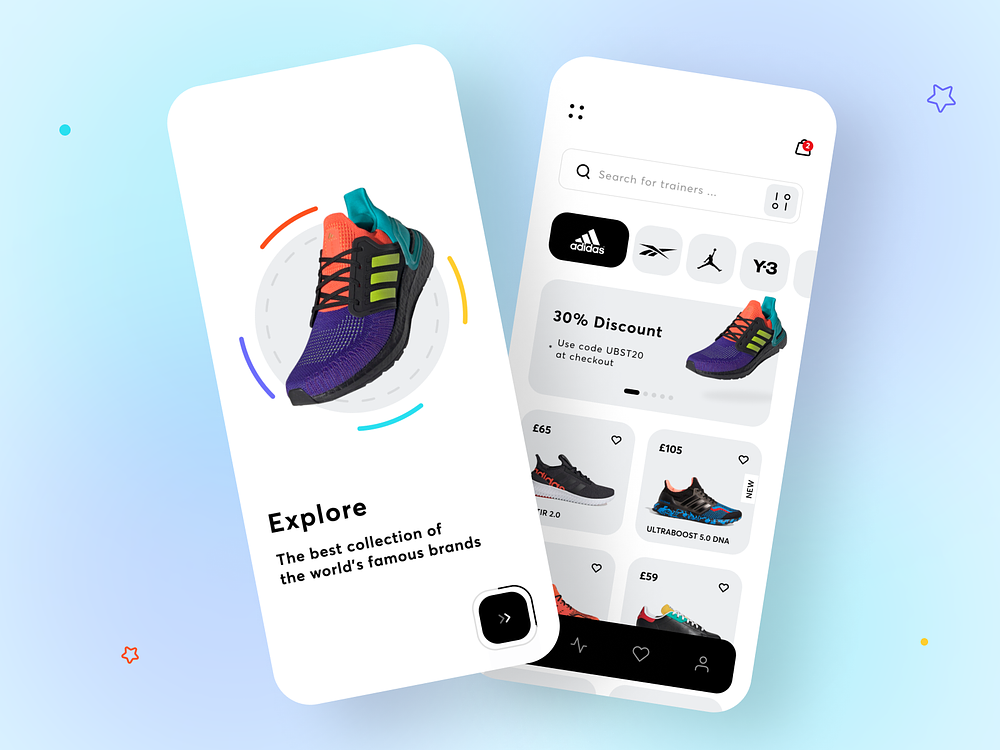 Explore
The best collection of
the world's famous brands
2
Search for trainers ...
adidas
Y-3
30% Discount
Use code UBST20
at checkout
£65
£105
NEW
2.0
ULTRABOOST 5.0 DNA
£59